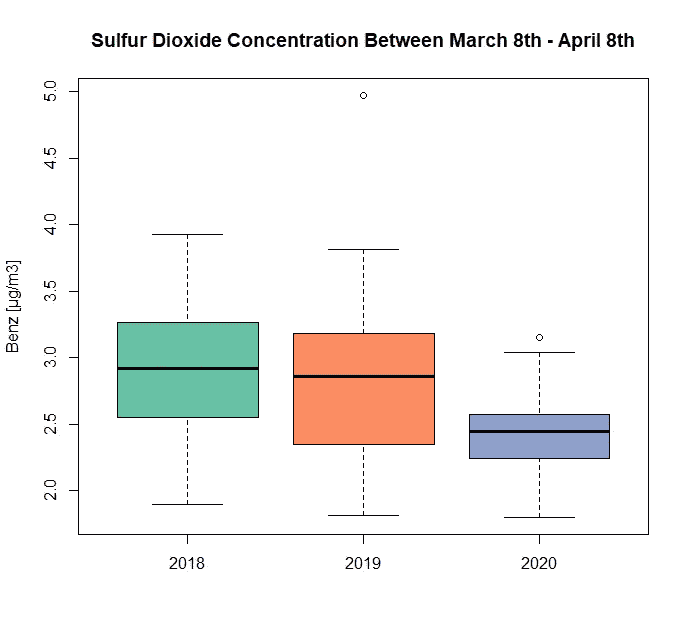 Sulfur Dioxide Concentration Between March 8th - April 8th
Benz [µg/m3]
5.0
4.5
4.0
3.5
3.0
2.5
2.0
2018 2019 2020